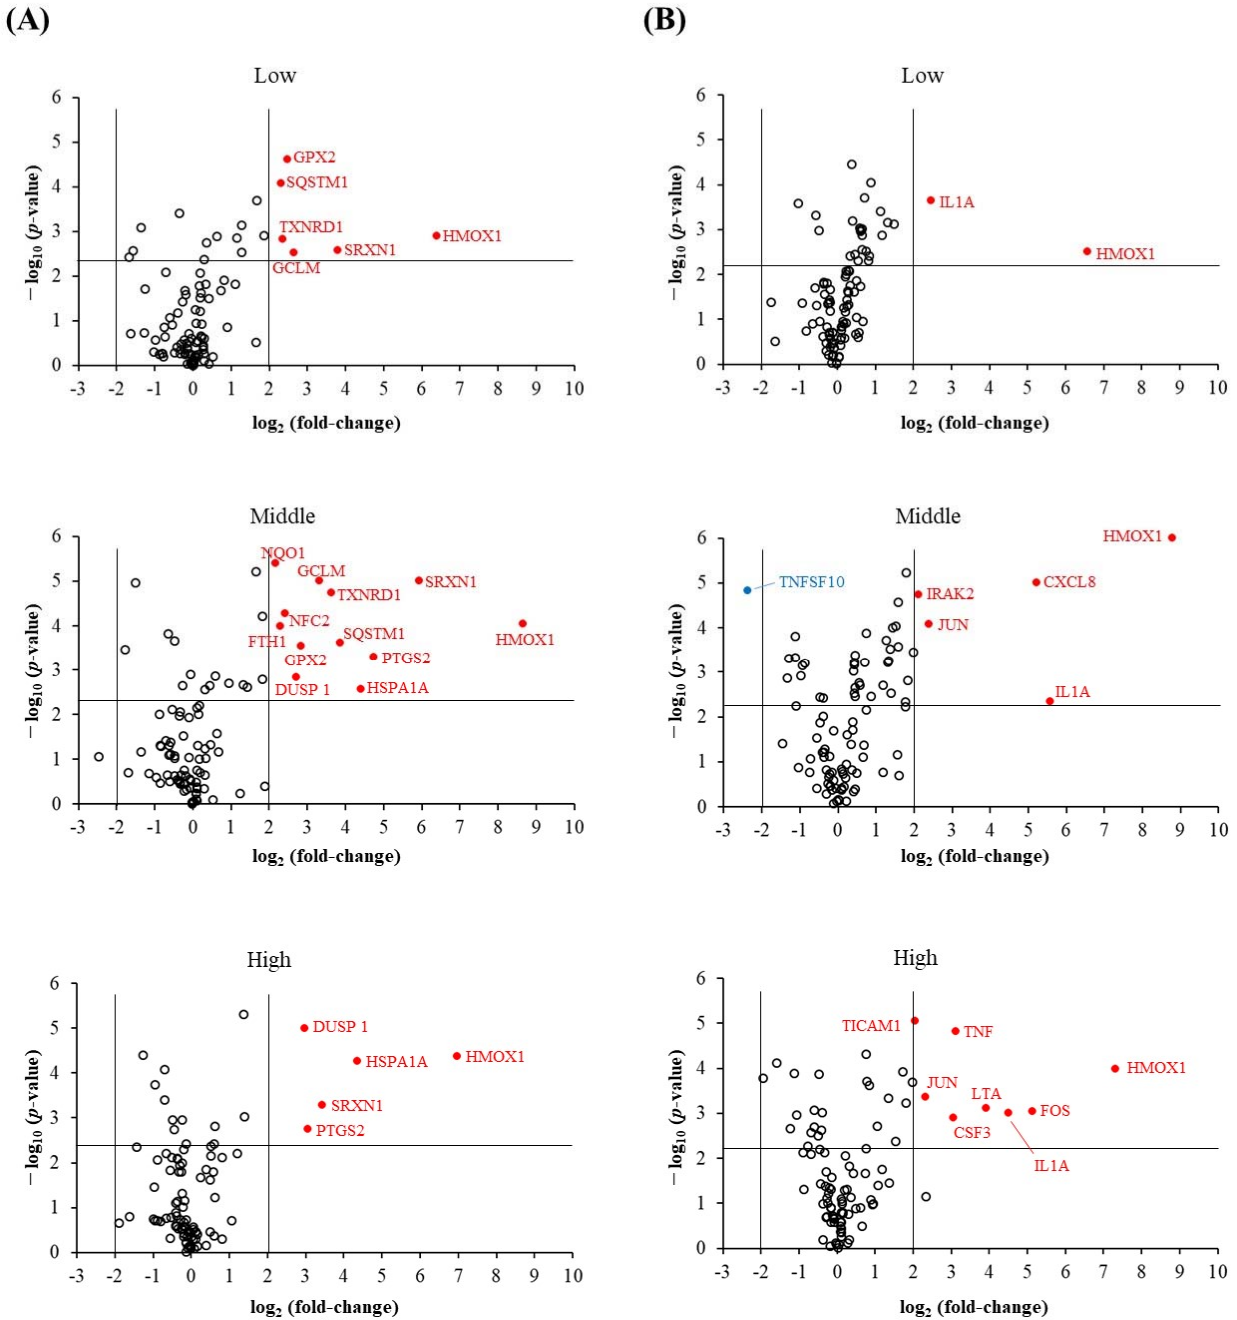 (A)
(B)
Low
6
5
4
3
2
1
0
-3 -2 -1 0 1 2 3 4 5 6 7 8 9 10
– log10 (p-value)
log2 (fold-change)
GPX2
SQSTM1
TXNRD1
HMOX1
SRXN1
GCLM
Low
6
5
4
3
2
1
0
-3 -2 -1 0 1 2 3 4 5 6 7 8 9 10
– log10 (p-value)
log2 (fold-change)
IL1A
HMOX1
Middle
6
5
4
3
2
1
0
-3 -2 -1 0 1 2 3 4 5 6 7 8 9 10
– log10 (p-value)
log2 (fold-change)
NQO1
GCLM
SRXN1
TXNRD1
NFC2
FTH1
SQSTM1
HMOX1
GPX2
PTGS2
DUSP 1
HSPA1A
Middle
6
5
4
3
2
1
0
-3 -2 -1 0 1 2 3 4 5 6 7 8 9 10
– log10 (p-value)
log2 (fold-change)
HMOX1
TNFSF10
CXCL8
IRAK2
JUN
IL1A
High
6
5
4
3
2
1
0
-3 -2 -1 0 1 2 3 4 5 6 7 8 9 10
– log10 (p-value)
log2 (fold-change)
DUSP 1
HSPA1A
HMOX1
SRXN1
PTGS2
High
6
5
4
3
2
1
0
-3 -2 -1 0 1 2 3 4 5 6 7 8 9 10
– log10 (p-value)
log2 (fold-change)
TICAM1
TNF
HMOX1
JUN
LTA
FOS
CSF3
IL1A